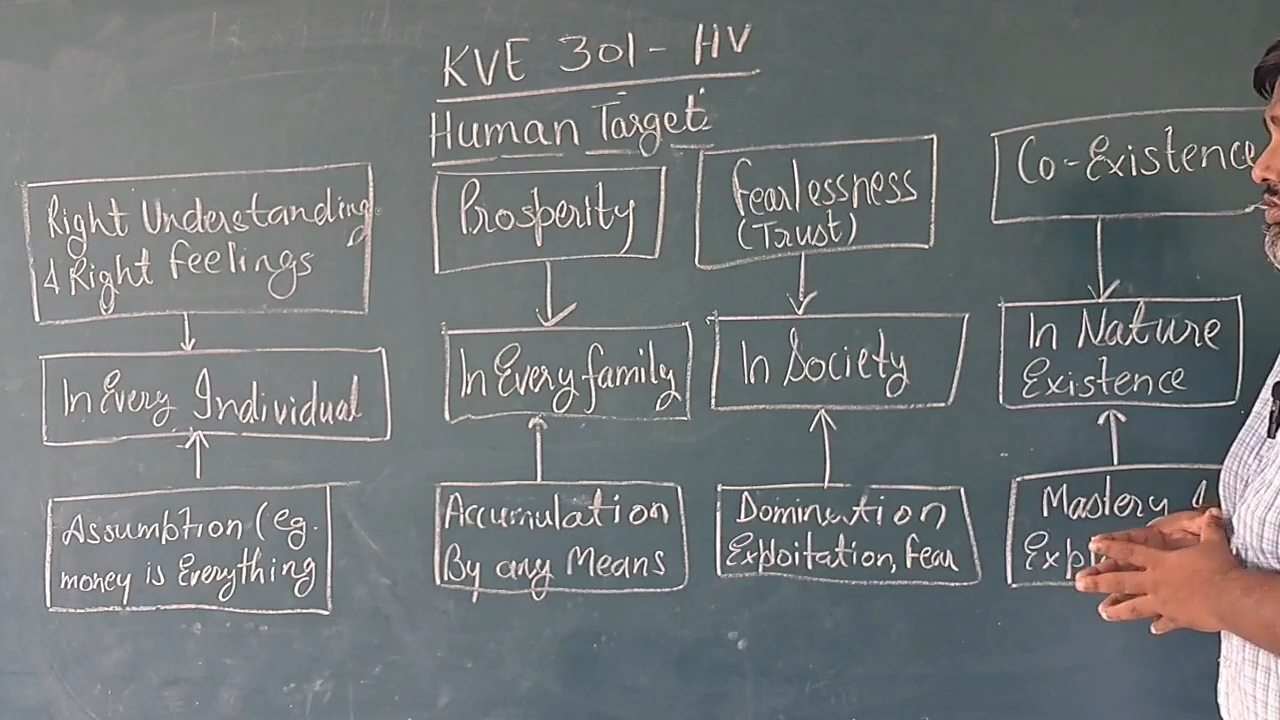 KVE 301 - HV
Human Target
Right Understanding
& Right feelings
Prosperity
Fearlessness
(Trust)
Co-Existence
In Every Individual
In Every family
In Society
In Nature
Existence
Assumption (eg.
money is Everything
Accumulation
By any Means
Domination
Exploitation, Fear
Mastery &